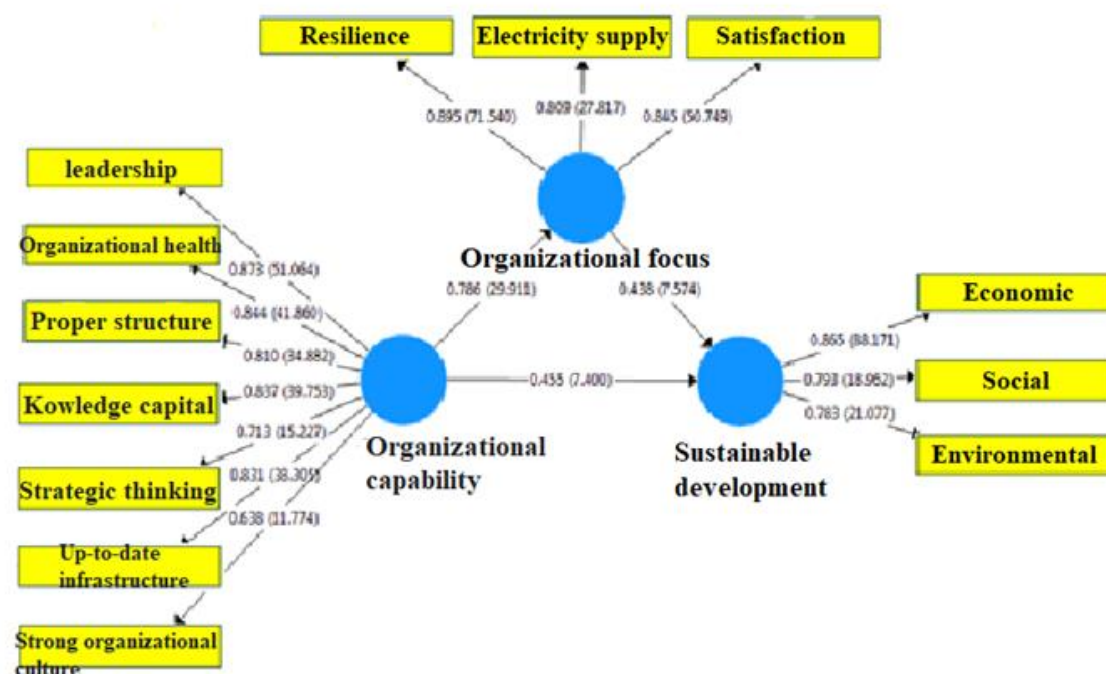 Resilience
Electricity supply
Satisfaction
0.895 (71.540)
0.809 (27.817)
0.845 (50.749)
leadership
Organizational health
Proper structure
Kowledge capital
Strategic thinking
Up-to-date
infrastructure
Strong organizational
culture
0.873 (51.064)
0.844 (41.860)
0.810 (34.882)
0.837 (39.753)
0.713 (15.227)
0.831 (38.305)
0.638 (11.774)
Organizational focus
0.786 (29.911)
0.438 (7.574)
0.455 (7.400)
Organizational
capability
Sustainable
development
0.865 (88.171)
0.793 (18.952)
0.783 (21.077)
Economic
Social
Environmental